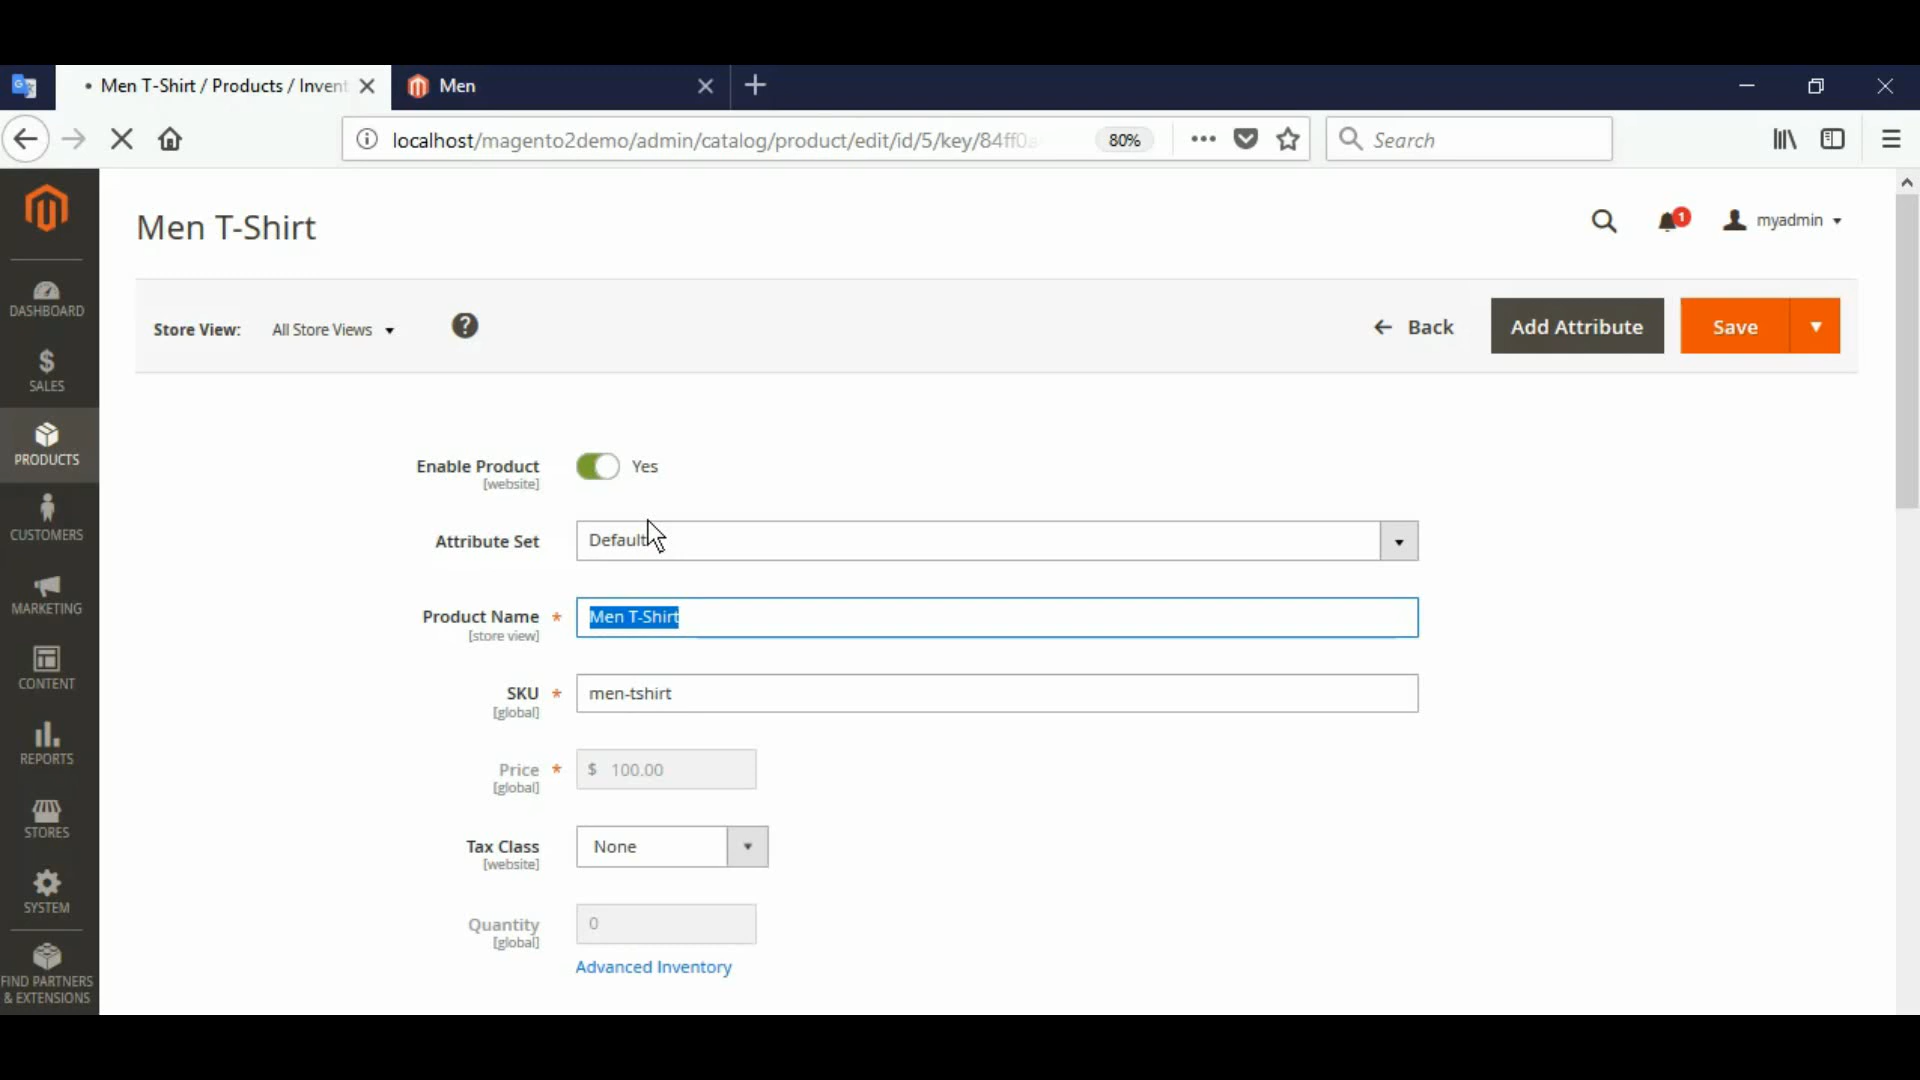 • Men T-Shirt / Products / Invent
Men
localhost/magento2demo/admin/catalog/product/edit/id/5/key/84ff0a
80%
Search
Men T-Shirt
1
myadmin
DASHBOARD
Store View: All Store Views
?
Back
Add Attribute
Save
$
SALES
PRODUCTS
Enable Product
[website]
Yes
CUSTOMERS
Attribute Set
Default
MARKETING
Product Name *
[store view]
Men T-Shirt
CONTENT
SKU *
[global]
men-tshirt
REPORTS
Price *
[global]
$ 100.00
STORES
Tax Class
[website]
None
SYSTEM
Quantity
[global]
0
Advanced Inventory
FIND PARTNERS
& EXTENSIONS